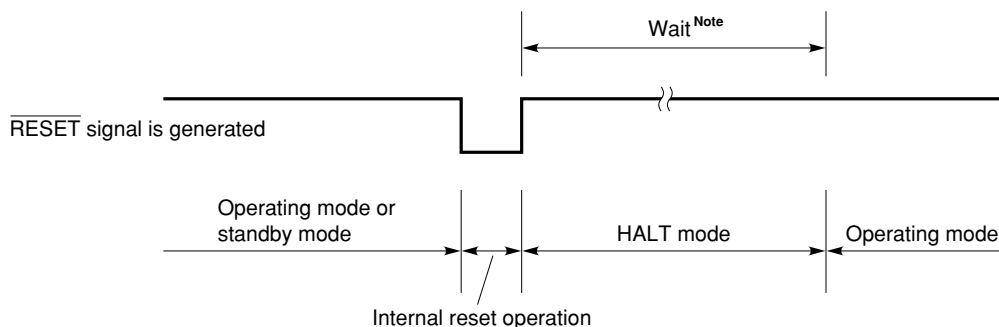 Wait Note
RESET signal is generated
Operating mode or
standby mode
HALT mode
Operating mode
Internal reset operation